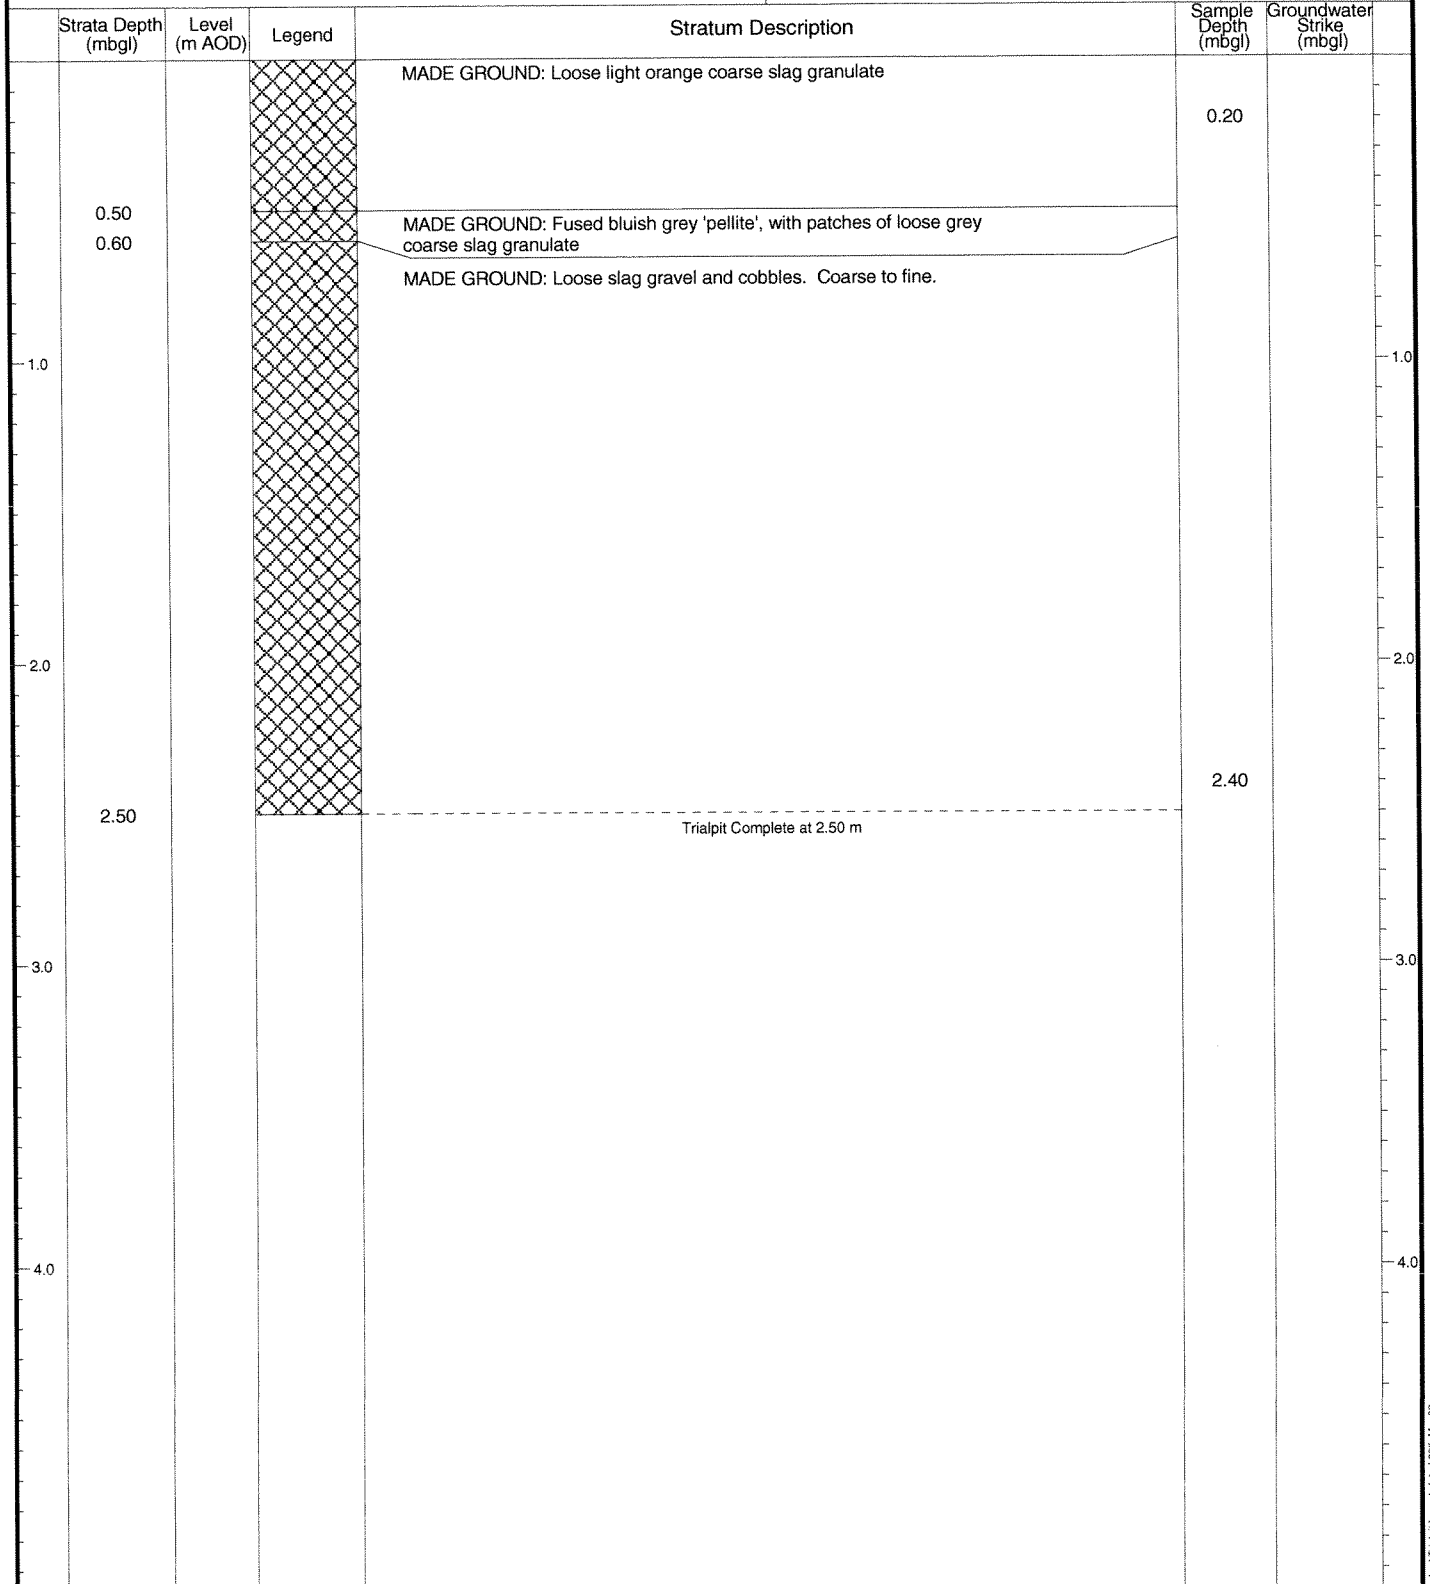 Strata Depth
(mbgl)
Level
(m AOD)
Legend
Stratum Description
Sample
Depth
(mbgl)
Groundwater
Strike
(mbgl)
MADE GROUND: Loose light orange coarse slag granulate
0.20
0.50
MADE GROUND: Fused bluish grey 'pellite', with patches of loose grey
0.60
coarse slag granulate
MADE GROUND: Loose slag gravel and cobbles. Coarse to fine.
1.0
1.0
2.0
2.0
2.40
2.50
Trialpit Complete at 2.50 m
3.0
3.0
4.0
4.0